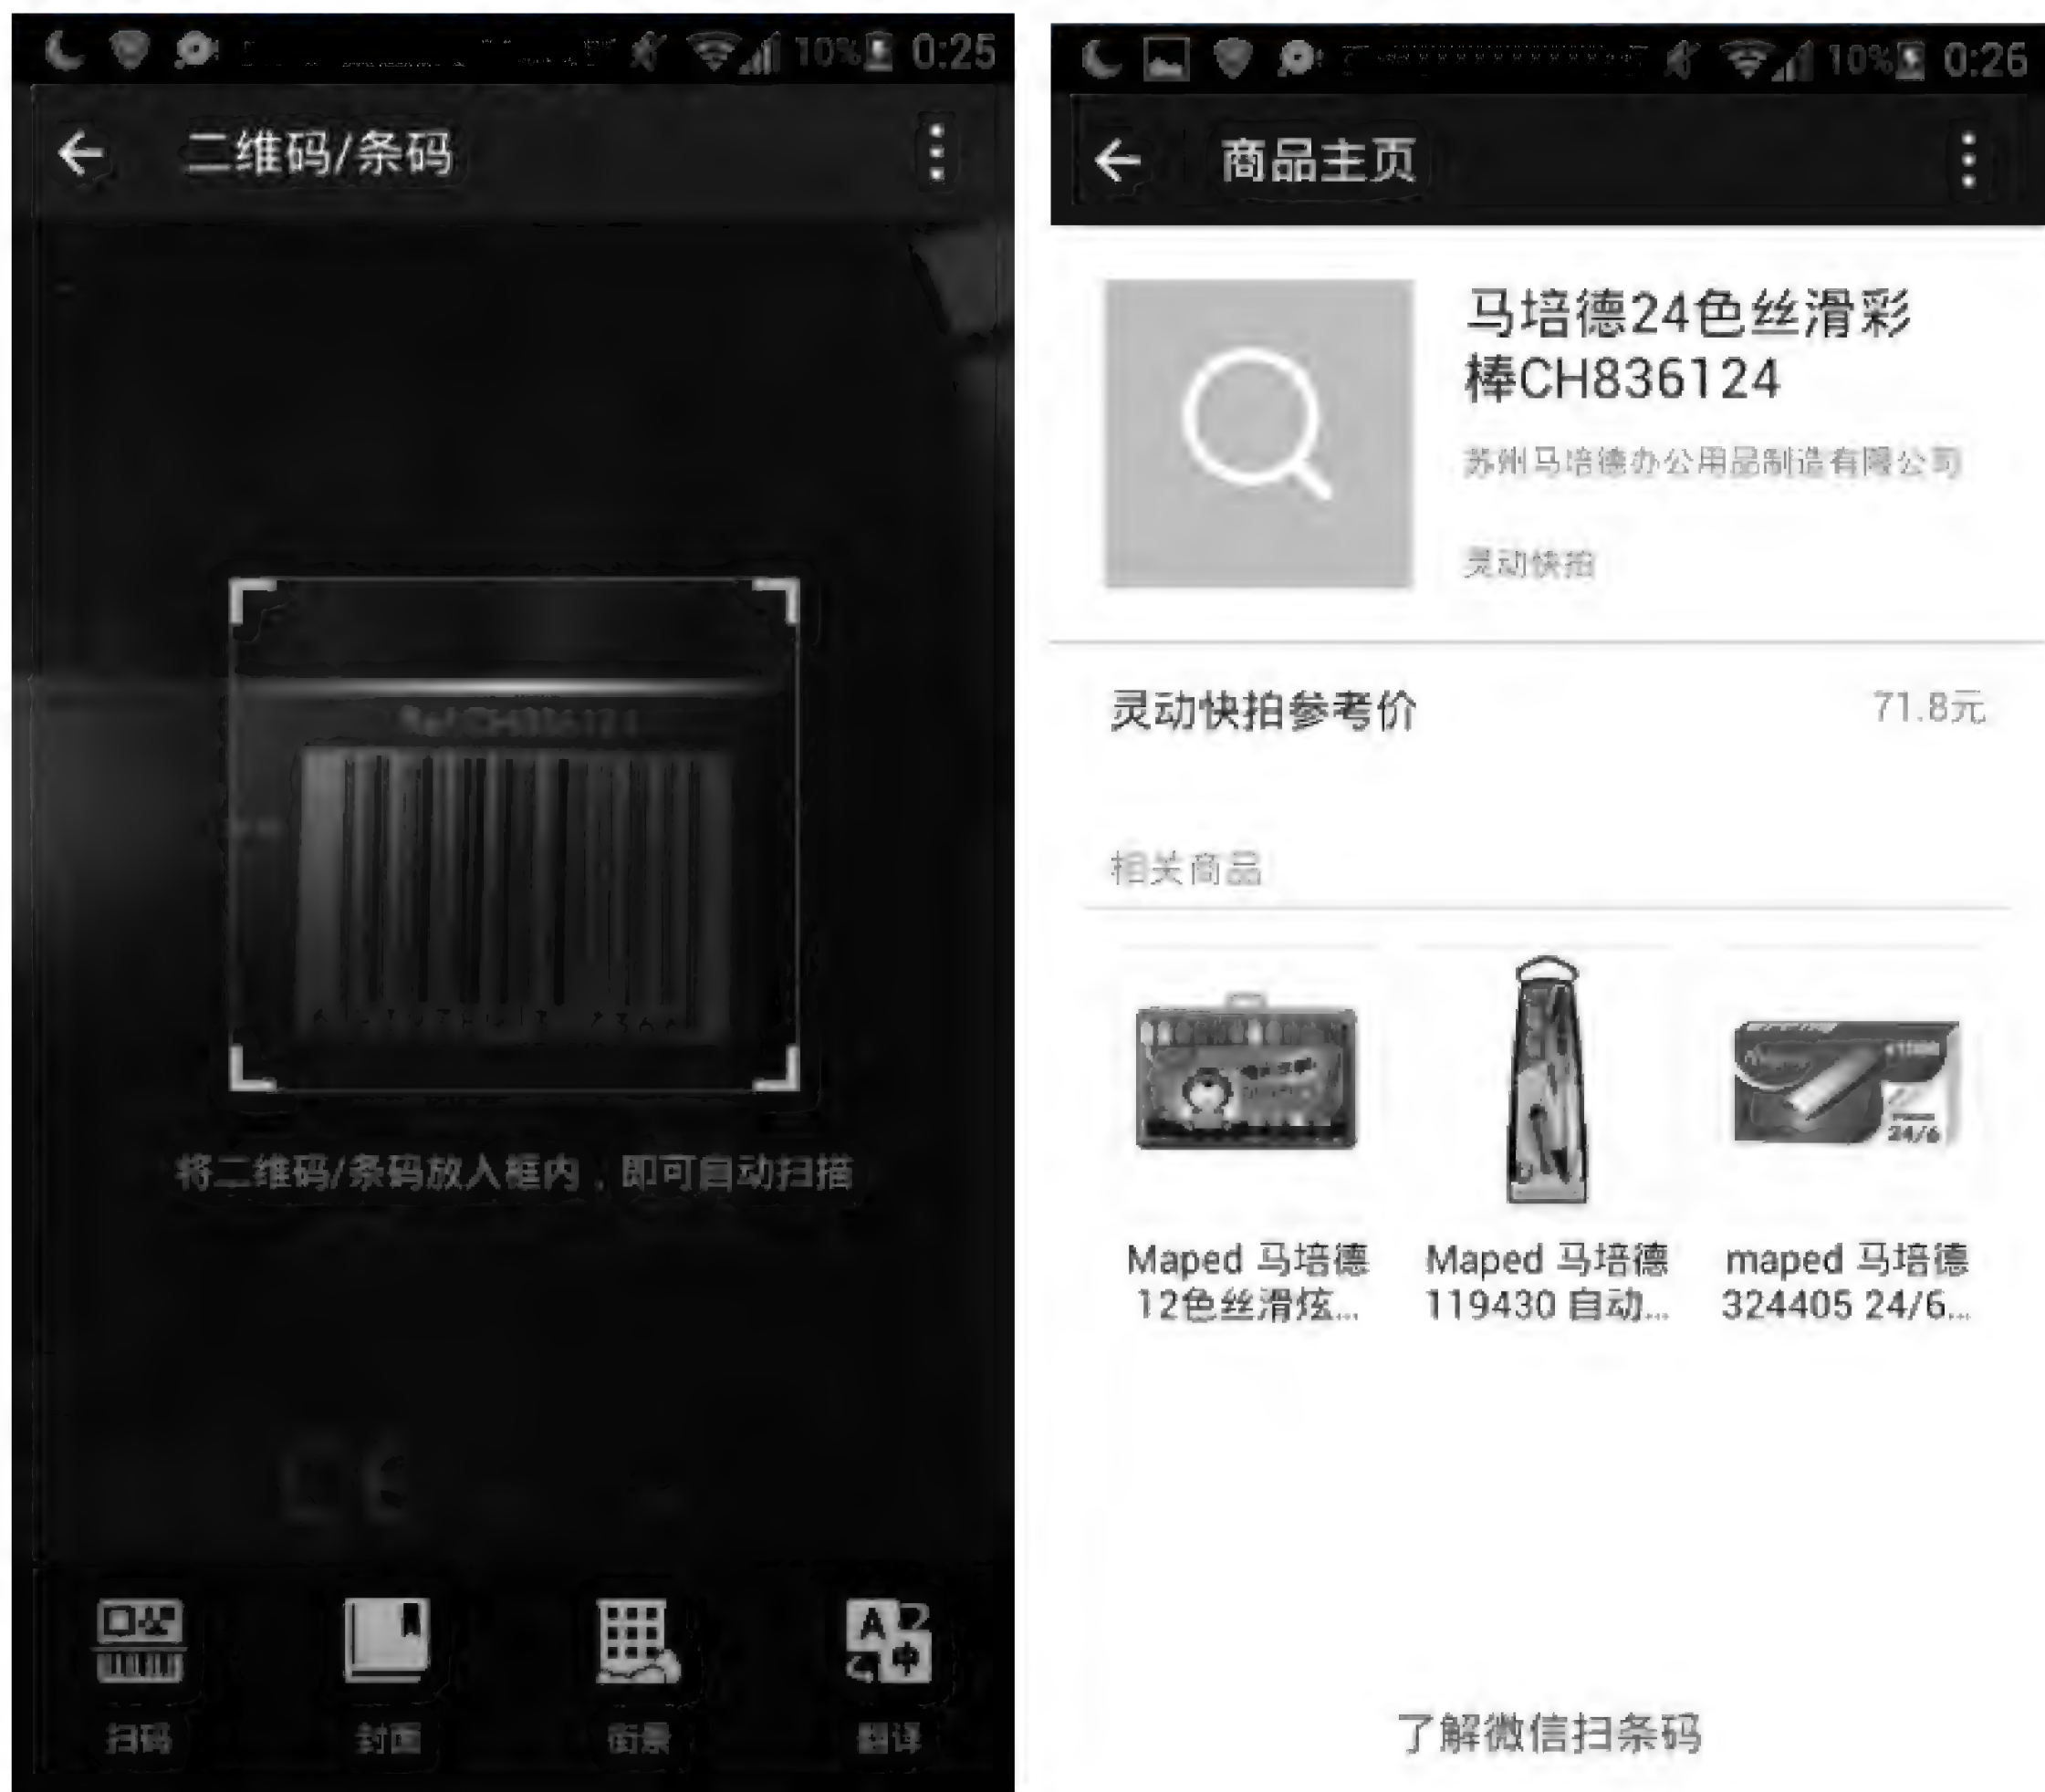 10% 0:25
二维码/条码
Ref CH836124
将二维码/条码放入框内，即可自动扫描
CE
扫码 封面 街景 翻译
10% 0:26
商品主页
马培德24色丝滑彩
棒CH836124
苏州马培德办公用品制造有限公司
灵动快拍
灵动快拍参考价 71.8元
相关商品
24/6
Maped 马培德 Maped 马培德 maped 马培德
12色丝滑炫... 119430 自动... 324405 24/6...
了解微信扫条码